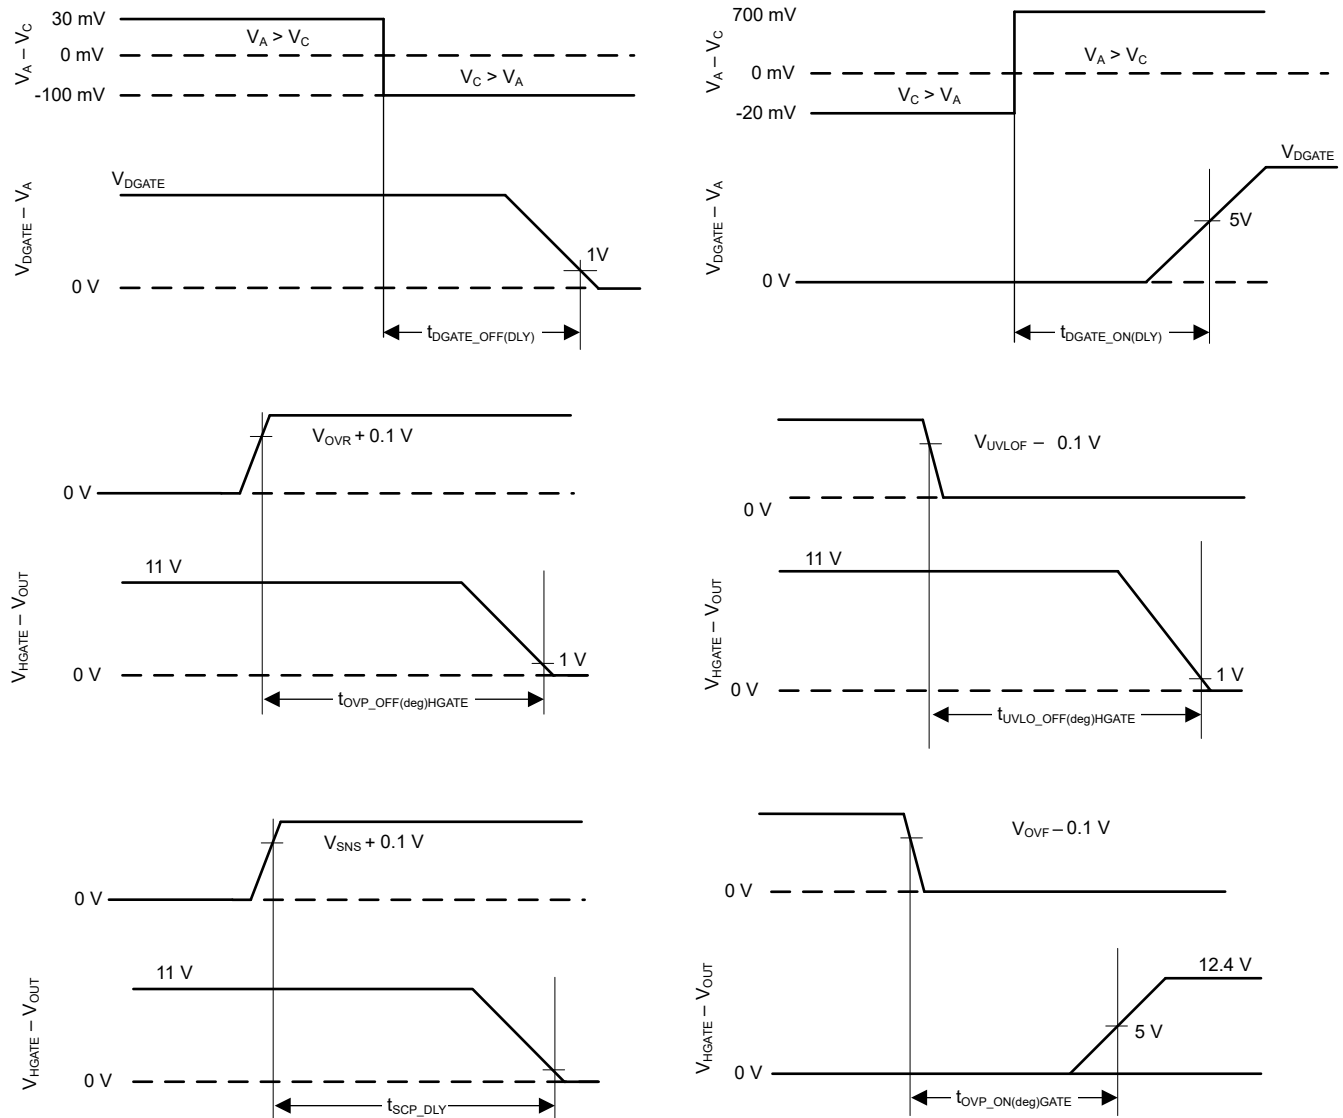 30 mV
V_A > V_C
0 mV
V_C > V_A
-100 mV
V_A – V_C
V_DGATE
V_DGATE – V_A
1V
0 V
t_DGATE_OFF(DLY)
700 mV
V_A > V_C
0 mV
V_C > V_A
-20 mV
V_A – V_C
V_DGATE
V_DGATE – V_A
5V
0 V
t_DGATE_ON(DLY)
V_OVR + 0.1 V
0 V
11 V
V_HGATE – V_OUT
1 V
0 V
t_OVP_OFF(deg)HGATE
V_UVLOF – 0.1 V
0 V
11 V
V_HGATE – V_OUT
1 V
0 V
t_UVLO_OFF(deg)HGATE
V_SNS + 0.1 V
0 V
11 V
V_HGATE – V_OUT
0 V
t_SCP_DLY
V_OVF – 0.1 V
0 V
12.4 V
V_HGATE – V_OUT
5 V
0 V
t_OVP_ON(deg)GATE